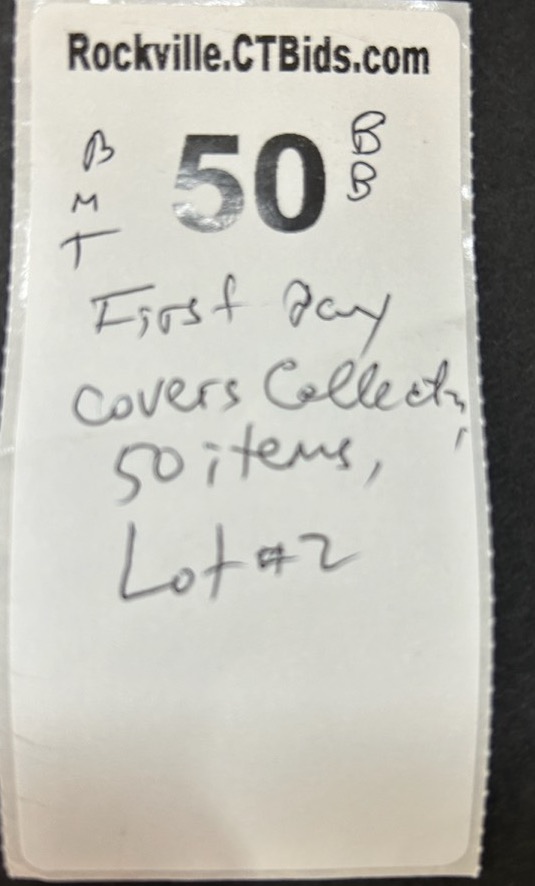 Rockville.CTBids.com
B
M
T
50
B
B
First Day
Covers Collectn,
50 items,
Lot #2